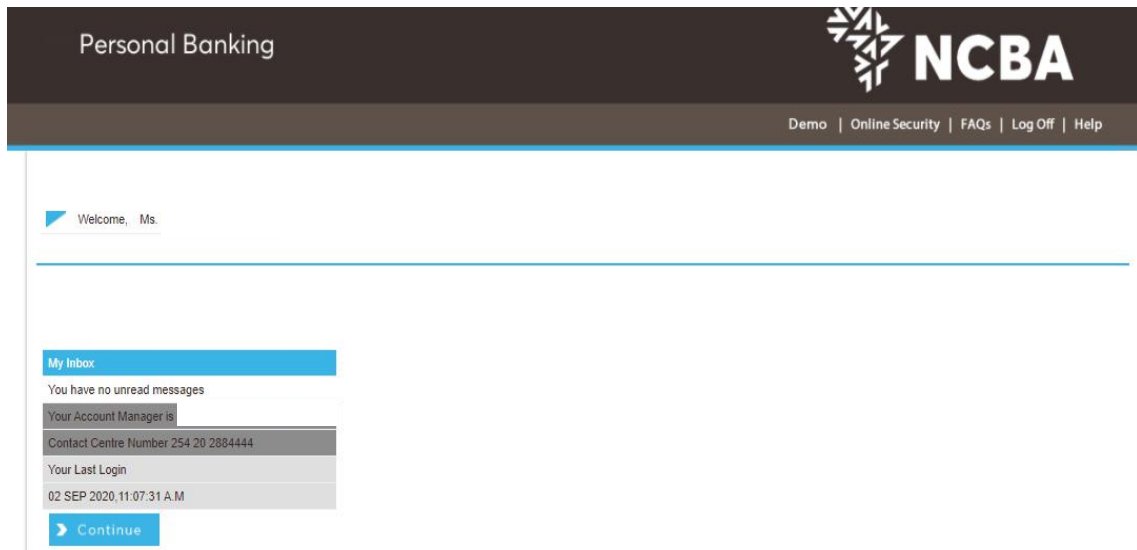 Personal Banking
NCBA
Demo | Online Security | FAQs | Log Off | Help
Welcome, Ms.
My Inbox
You have no unread messages
Your Account Manager is
Contact Centre Number 254 20 2884444
Your Last Login
02 SEP 2020,11:07:31 A.M
Continue